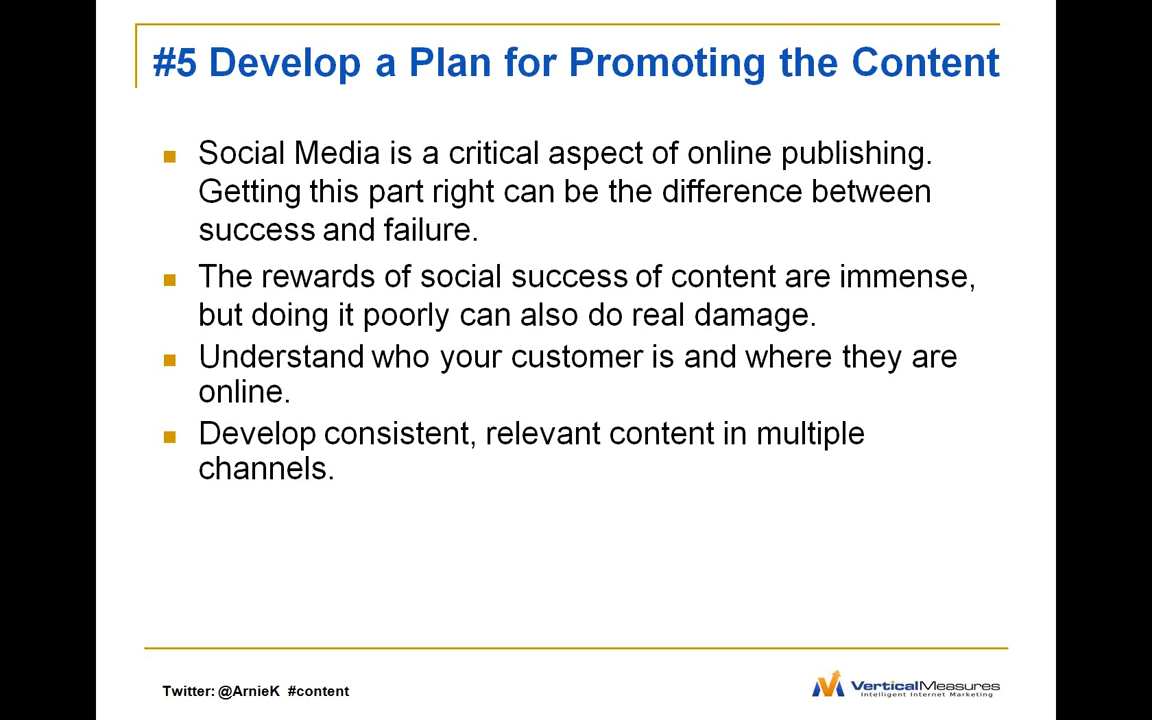 #5 Develop a Plan for Promoting the Content
Social Media is a critical aspect of online publishing.
Getting this part right can be the difference between
success and failure.
The rewards of social success of content are immense,
but doing it poorly can also do real damage.
Understand who your customer is and where they are
online.
Develop consistent, relevant content in multiple
channels.
Twitter: @ArnieK #content
VerticalMeasures
Intelligent Internet Marketing